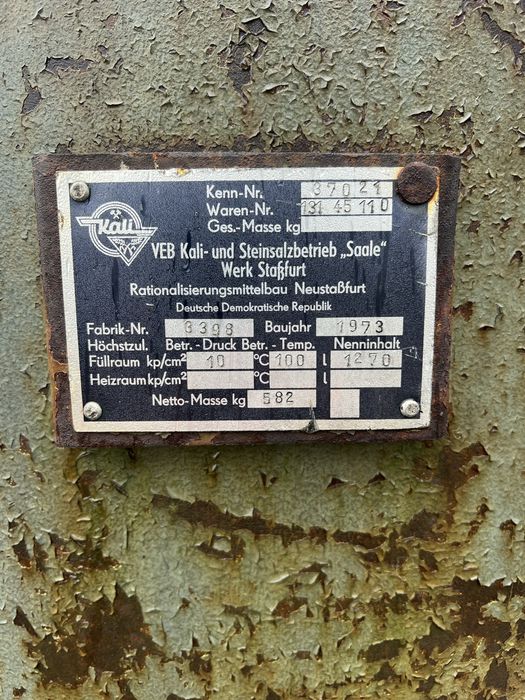 Kali
Kenn-Nr. 37021
Waren-Nr. 131 45 110
Ges.-Masse kg
VEB Kali- und Steinsalzbetrieb „Saale"
Werk Staßfurt
Rationalisierungsmittelbau Neustaßfurt
Deutsche Demokratische Republik
Fabrik-Nr. 3398 Baujahr 1973
Höchstzul. Betr.-Druck Betr.-Temp. Nenninhalt
Füllraum kp/cm² 10 °C 100 l 1270
Heizraum kp/cm² °C l
Netto-Masse kg 582